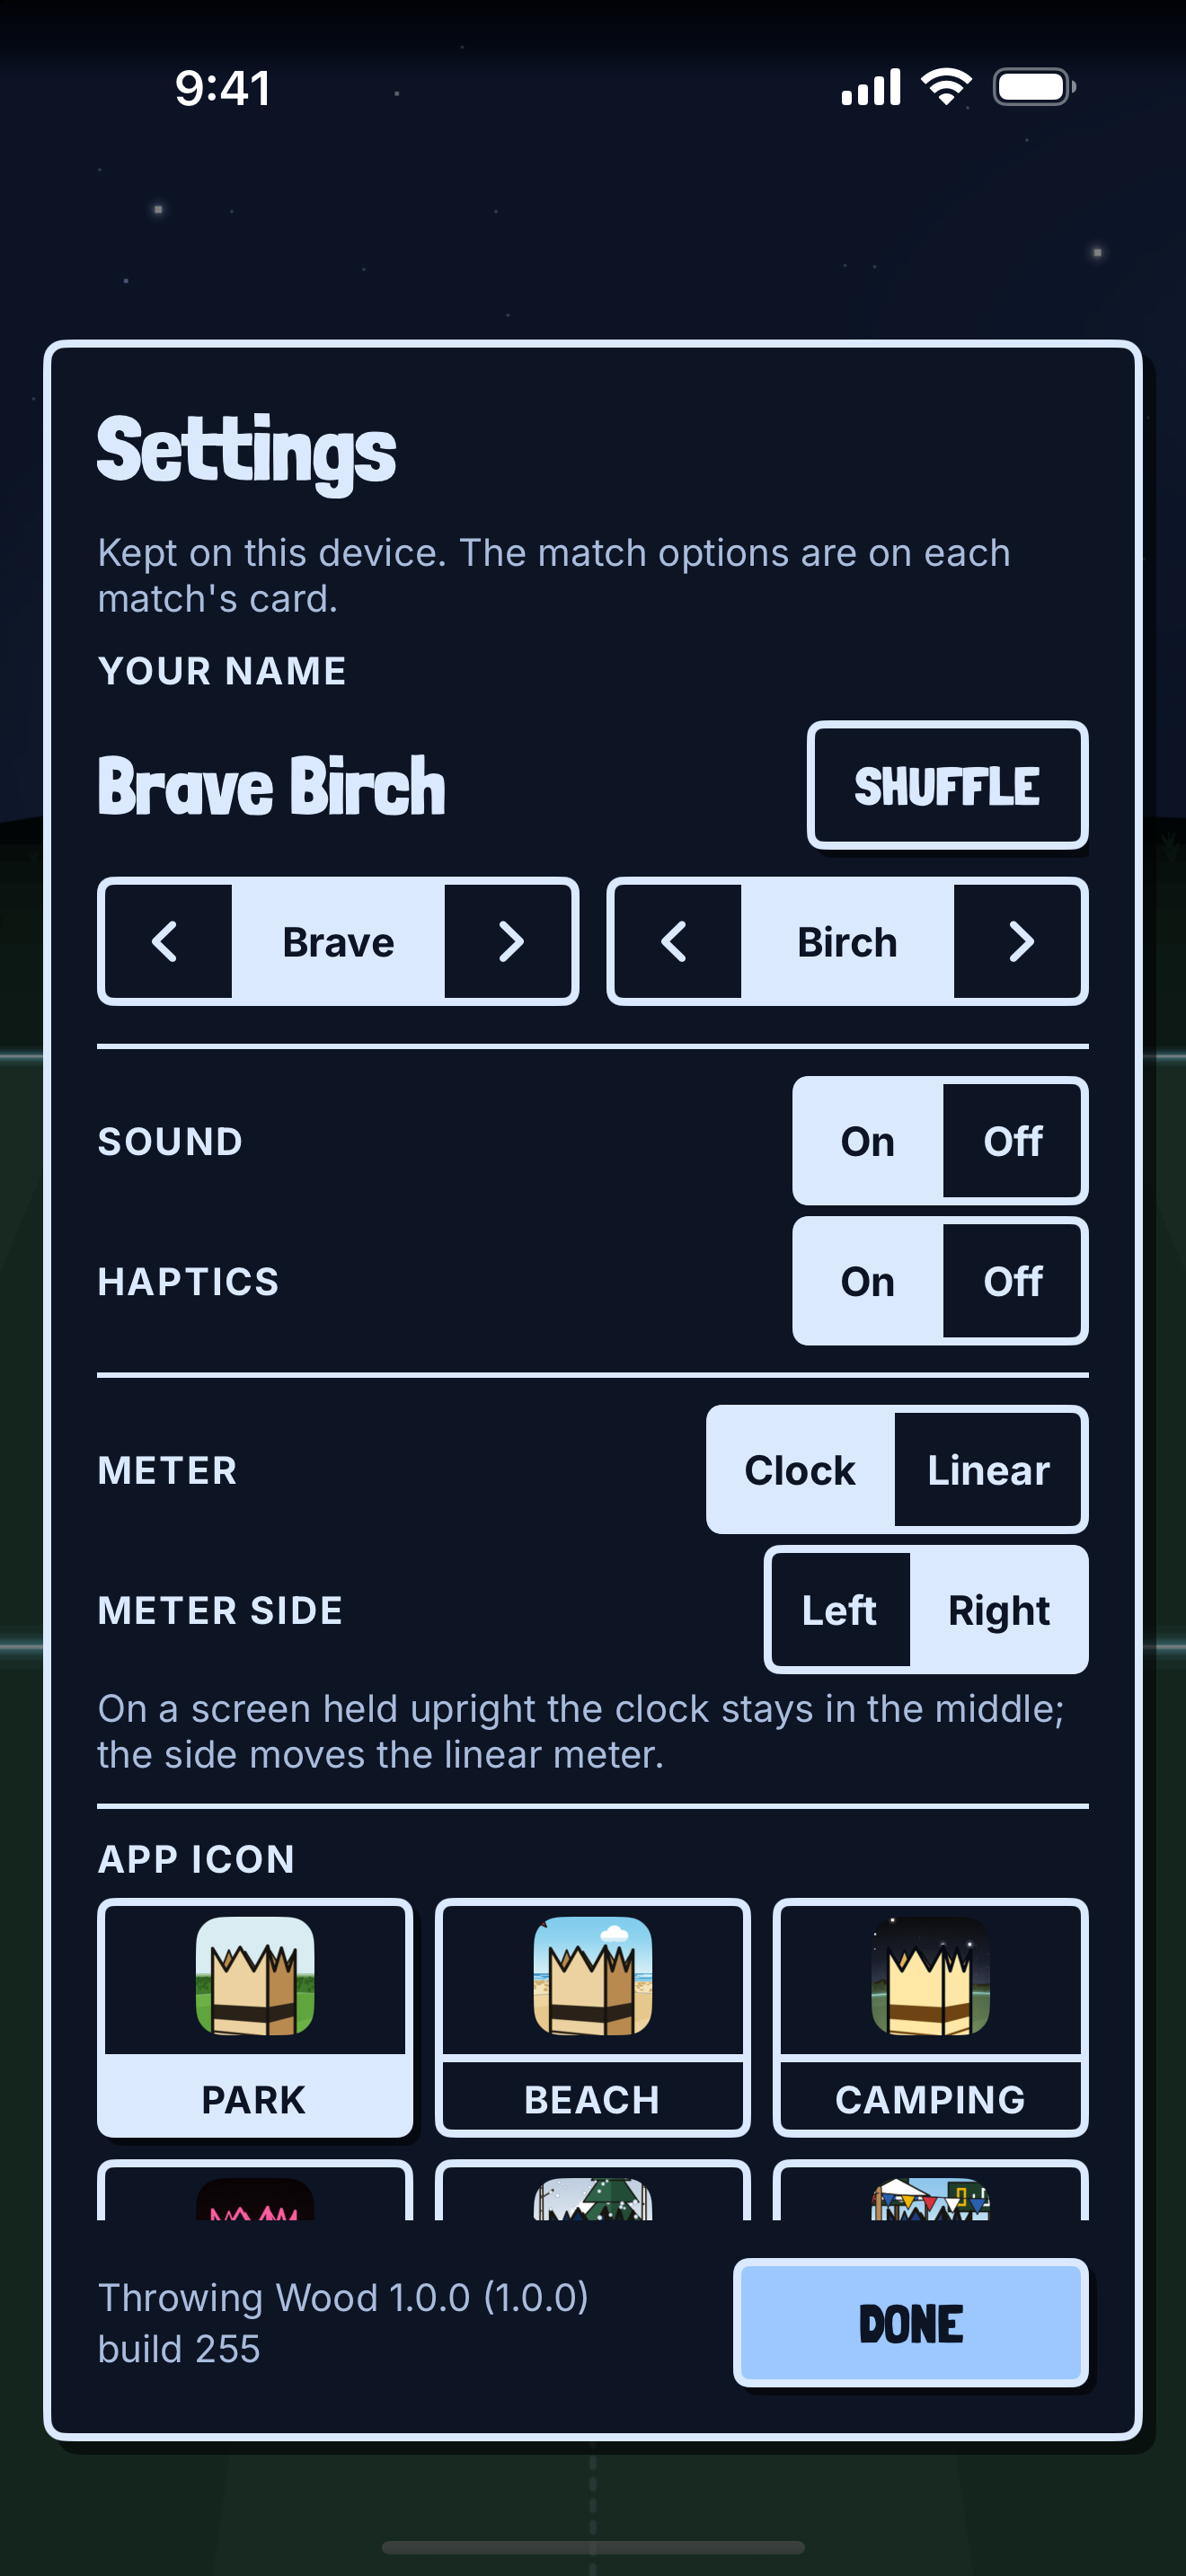 9:41
Settings
Kept on this device. The match options are on each
match's card.
YOUR NAME
Brave Birch
SHUFFLE
Brave
Birch
SOUND
On
Off
HAPTICS
On
Off
METER
Clock
Linear
METER SIDE
Left
Right
On a screen held upright the clock stays in the middle;
the side moves the linear meter.
APP ICON
PARK
BEACH
CAMPING
Throwing Wood 1.0.0 (1.0.0)
build 255
DONE